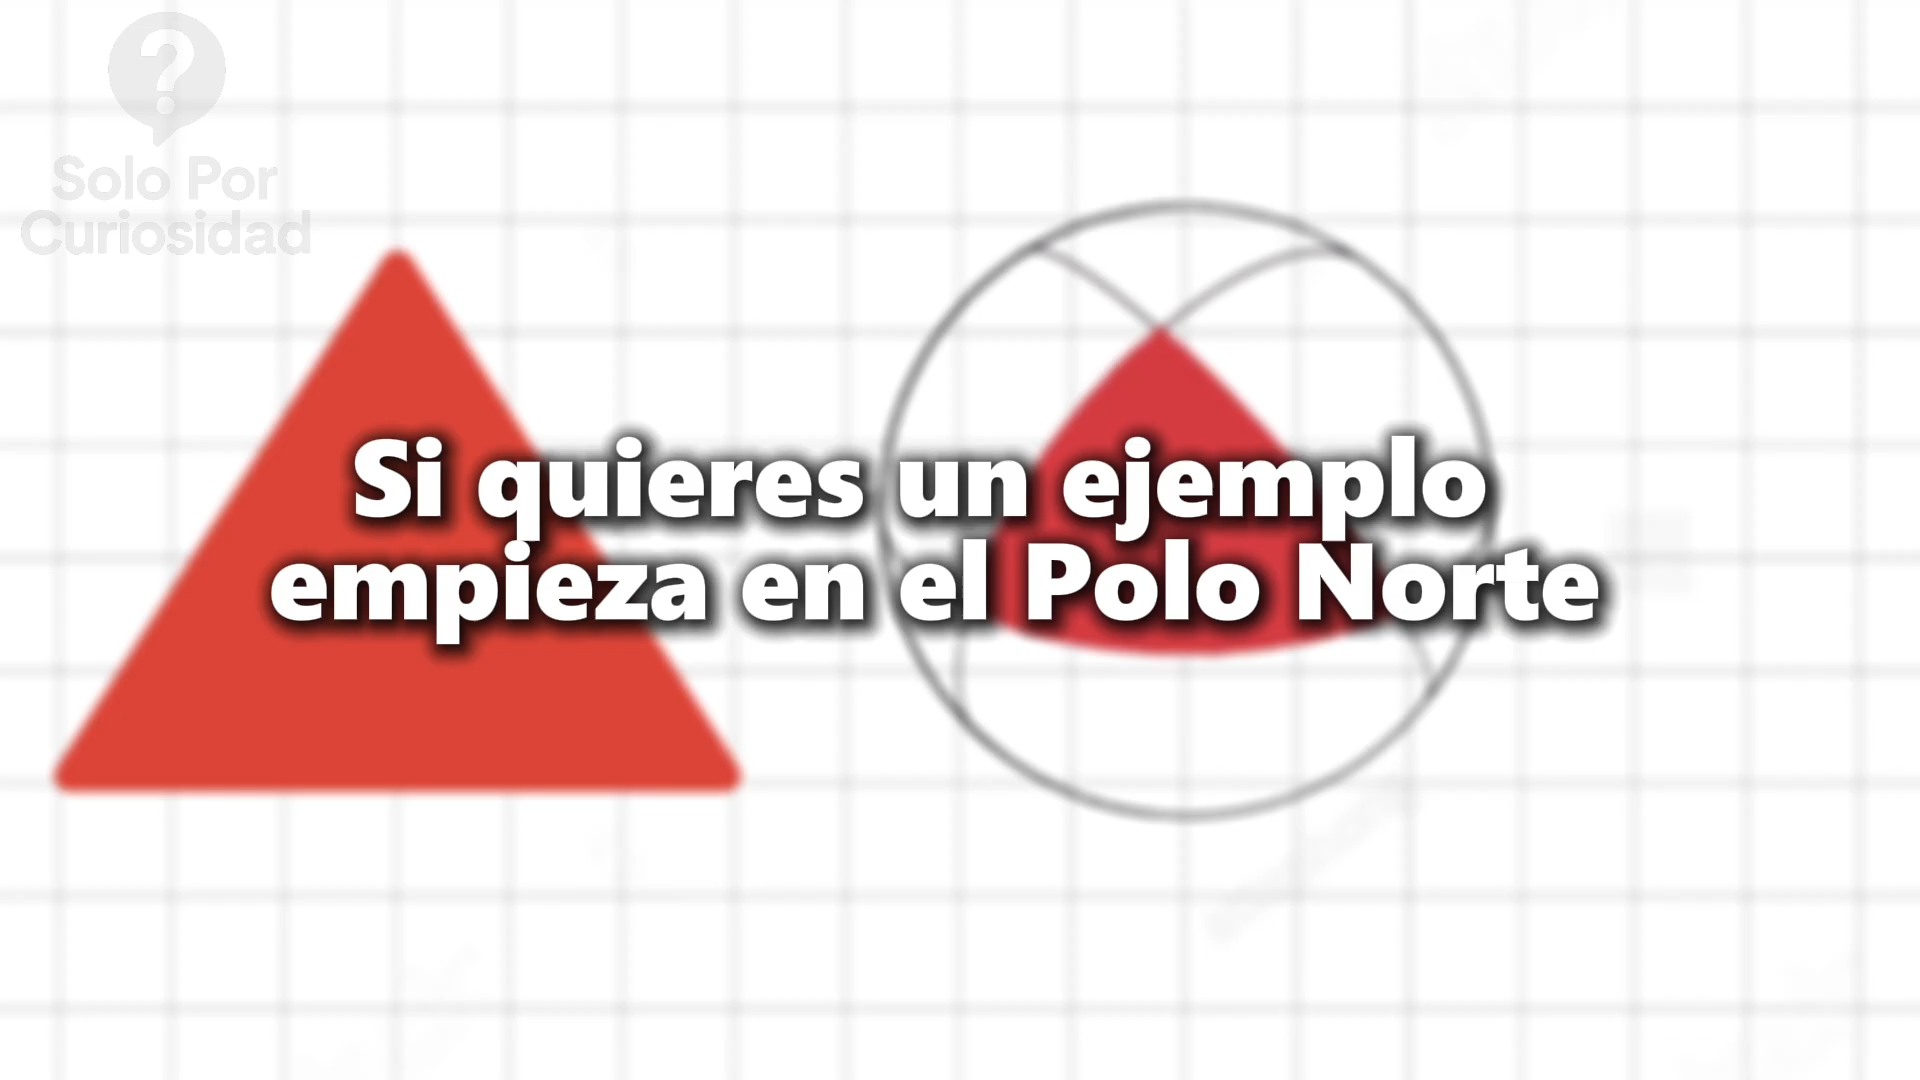 ?
Solo Por
Curiosidad
Si quieres un ejemplo
empieza en el Polo Norte